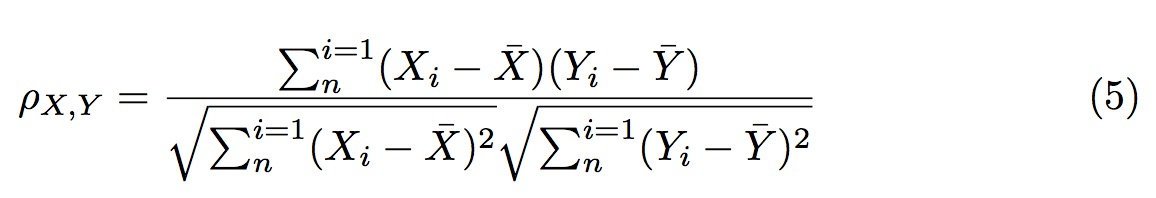 ρ_{X,Y} = \frac{\sum_{n}^{i=1}(X_i - \bar{X})(Y_i - \bar{Y})}{\sqrt{\sum_{n}^{i=1}(X_i - \bar{X})^2}\sqrt{\sum_{n}^{i=1}(Y_i - \bar{Y})^2}} (5)